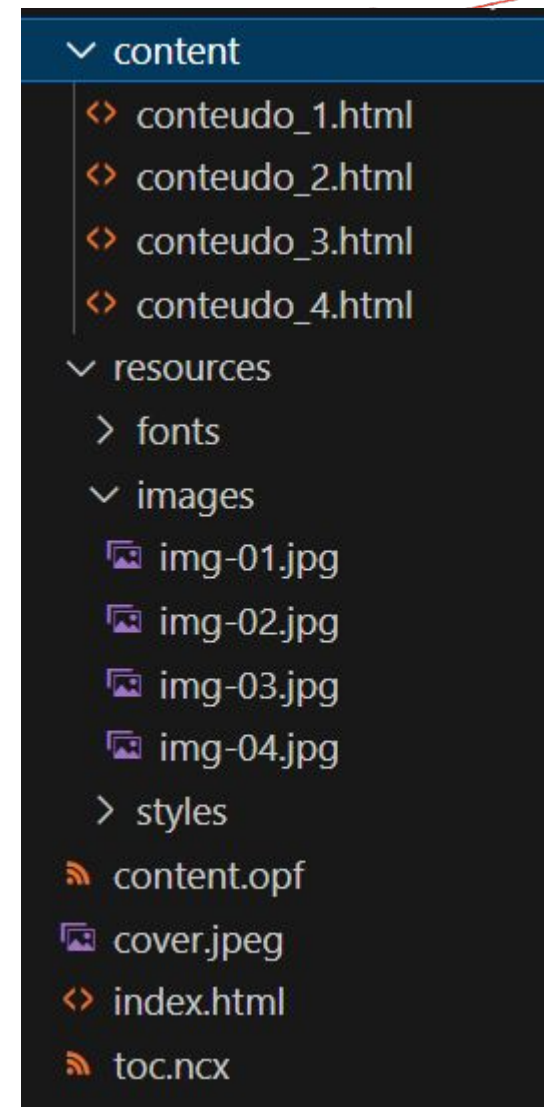 content
conteudo_1.html
conteudo_2.html
conteudo_3.html
conteudo_4.html
resources
fonts
images
img-01.jpg
img-02.jpg
img-03.jpg
img-04.jpg
styles
content.opf
cover.jpeg
index.html
toc.ncx